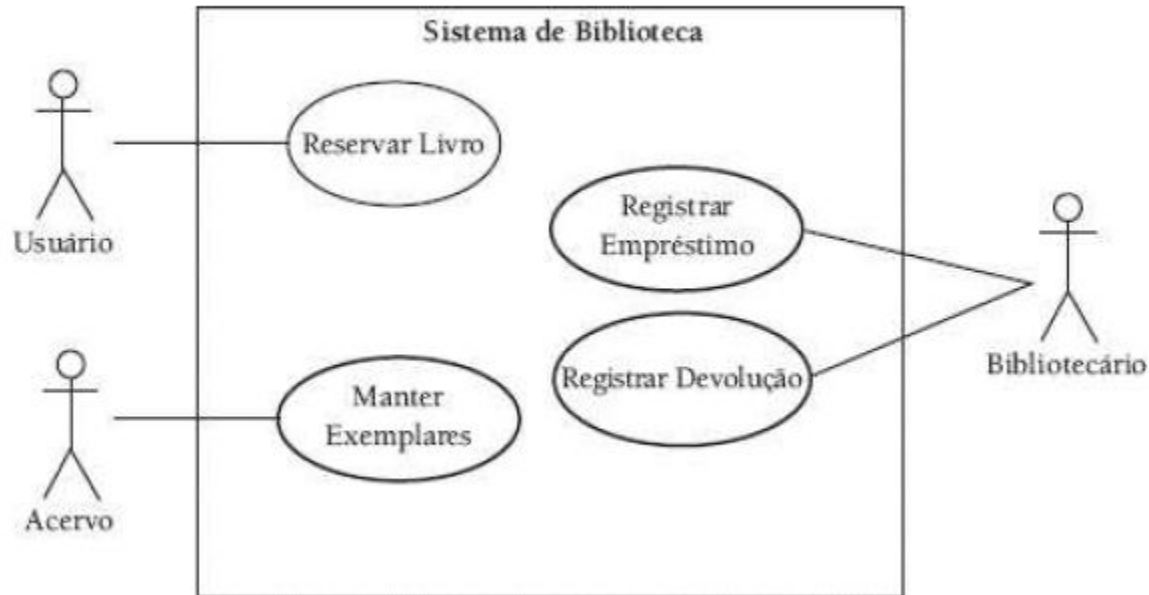 Sistema de Biblioteca
Reservar Livro
Usuário
Registrar
Empréstimo
Bibliotecário
Registrar Devolução
Manter
Exemplares
Acervo